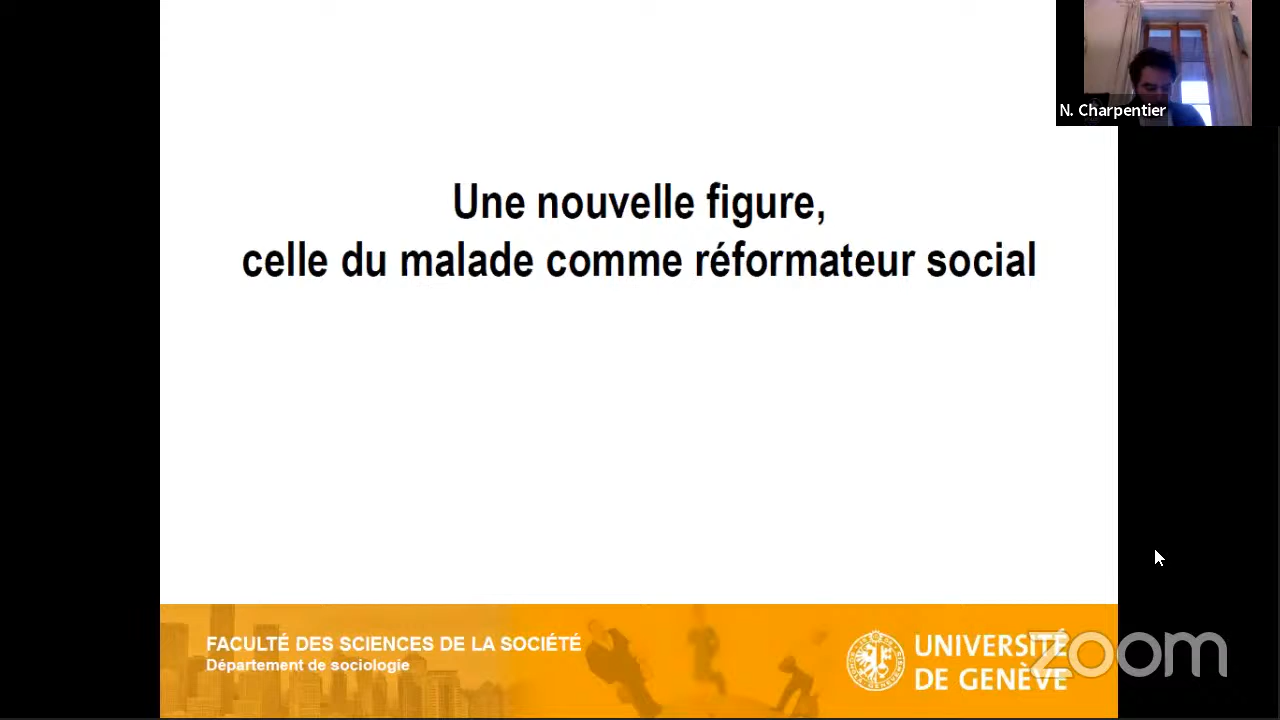 N. Charpentier
Une nouvelle figure,
celle du malade comme réformateur social
FACULTÉ DES SCIENCES DE LA SOCIÉTÉ
Département de sociologie
UNIVERSITÉ
DE GENÈVE
zoom